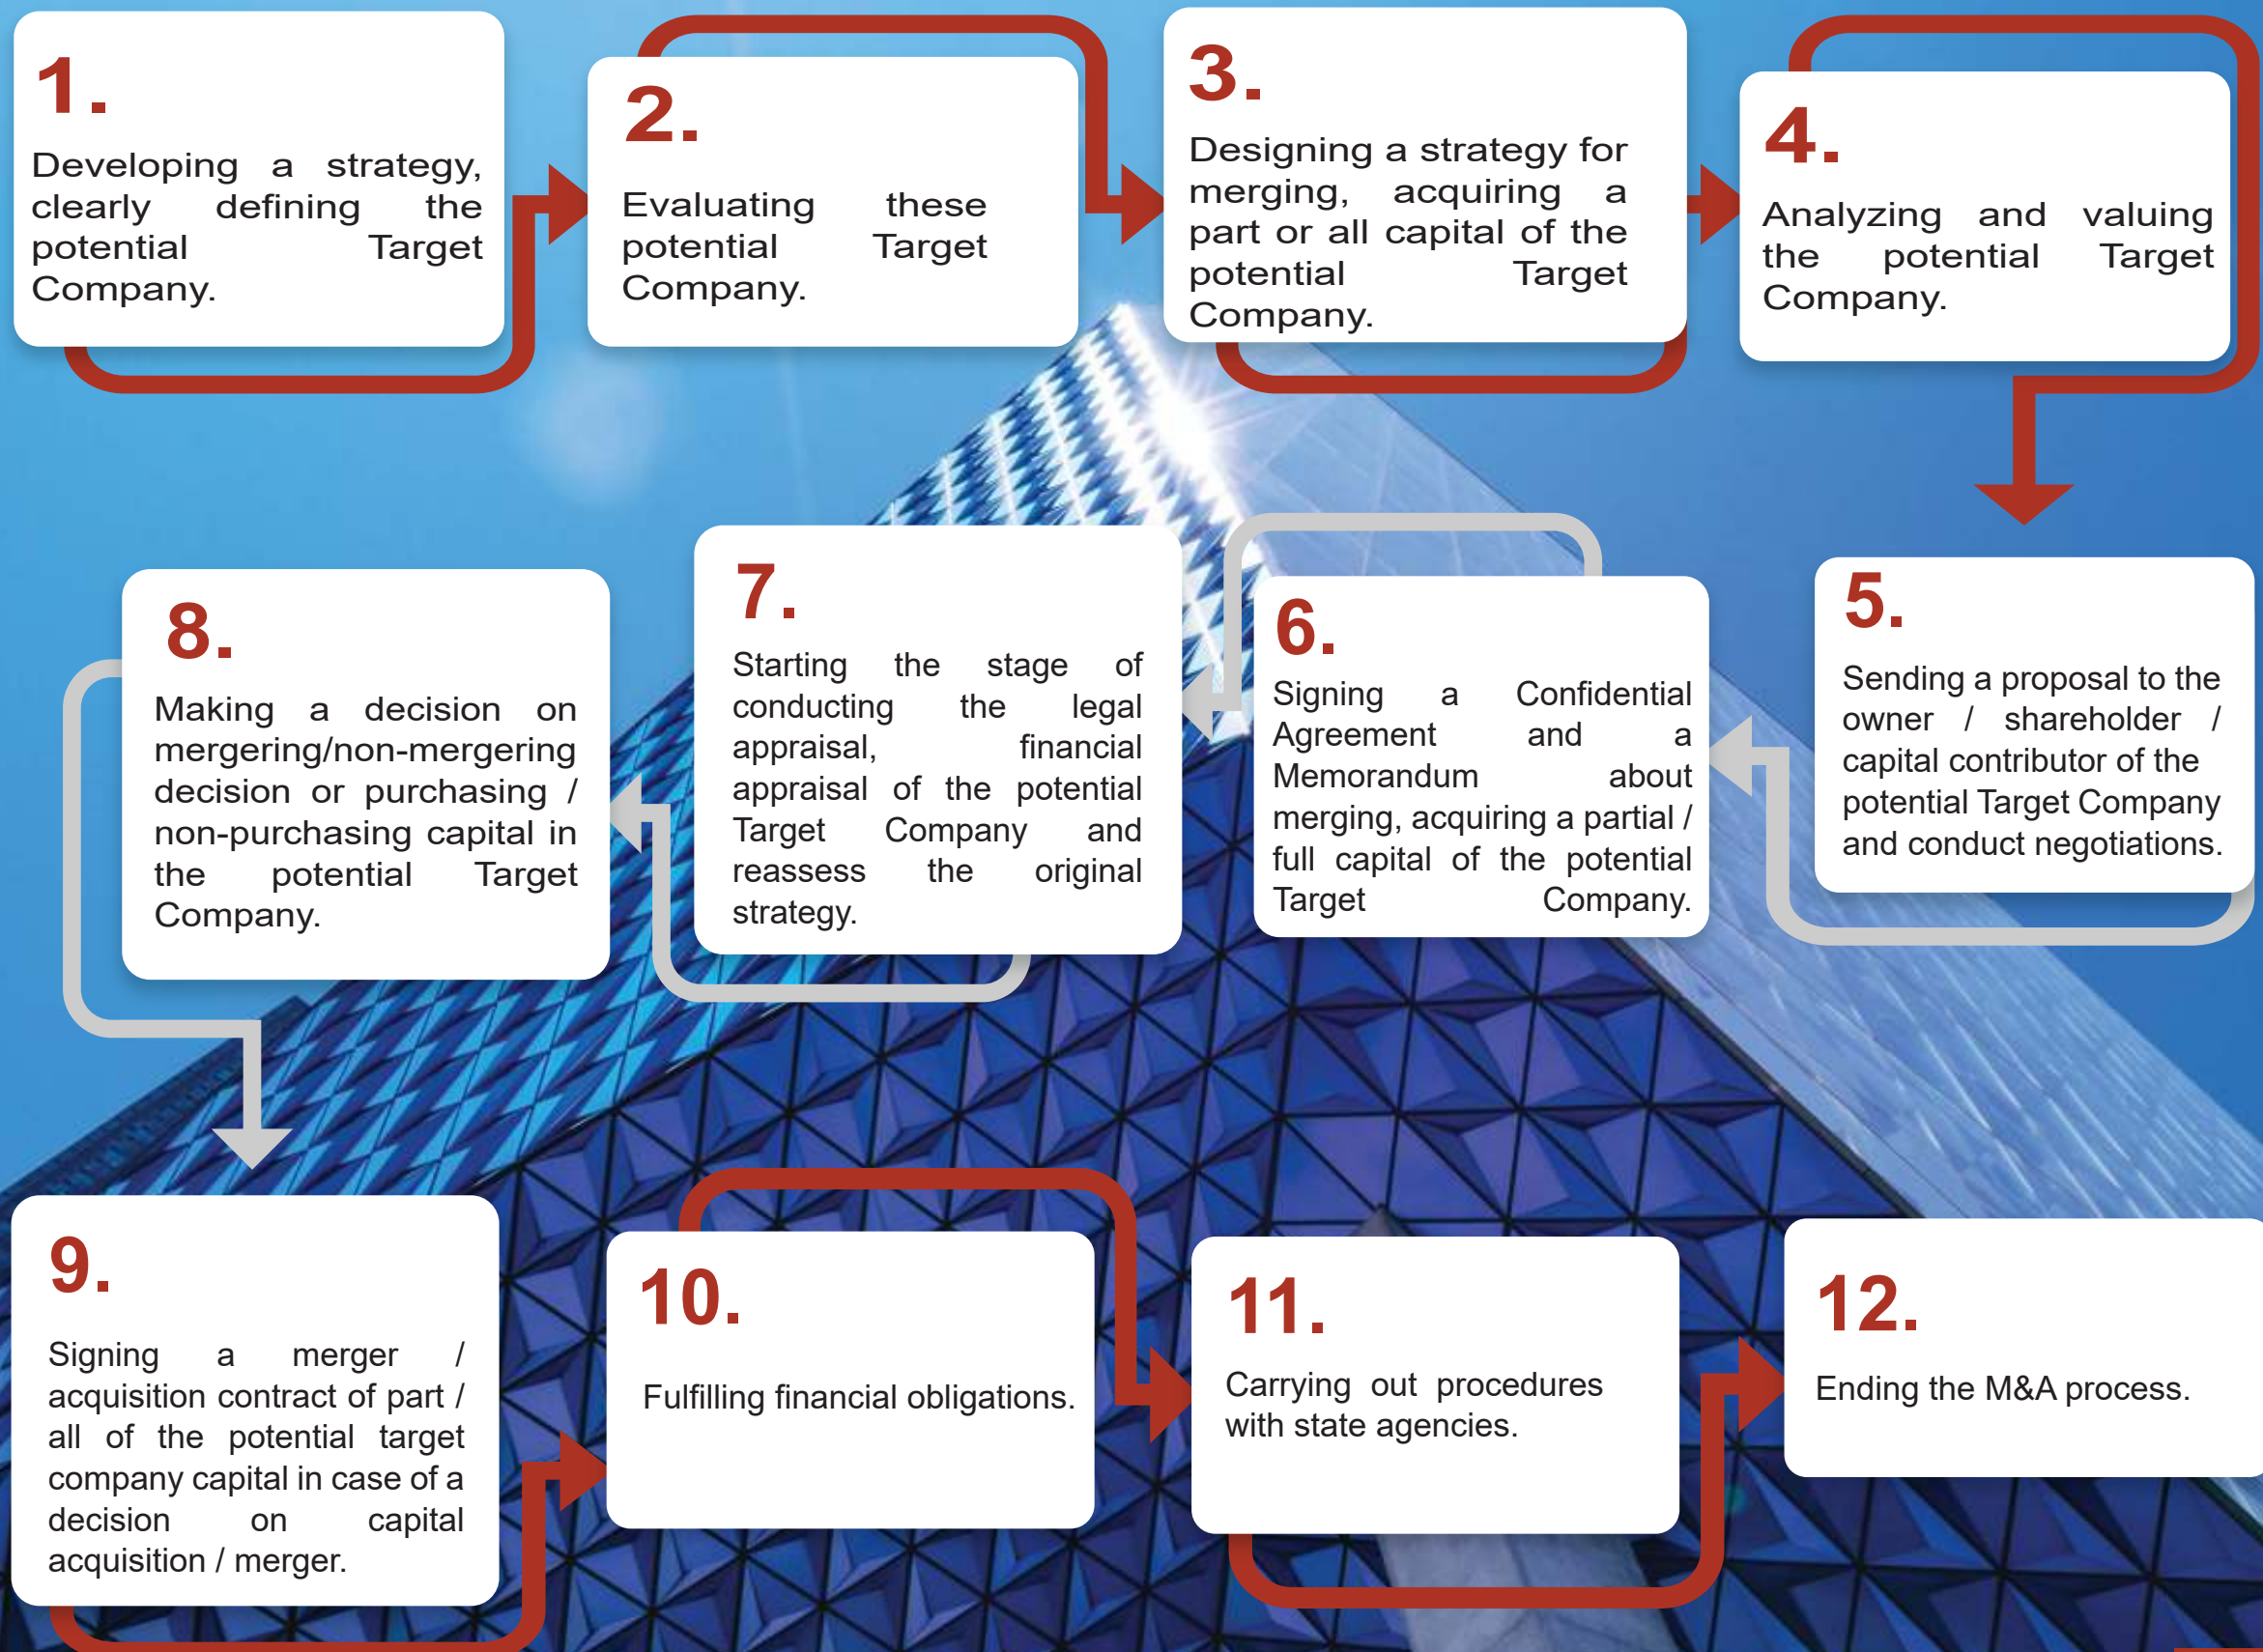 1.
Developing a strategy,
clearly defining the
potential Target
Company.
2.
Evaluating these
potential Target
Company.
3.
Designing a strategy for
merging, acquiring a
part or all capital of the
potential Target
Company.
4.
Analyzing and valuing
the potential Target
Company.
5.
Sending a proposal to the
owner / shareholder /
capital contributor of the
potential Target Company
and conduct negotiations.
6.
Signing a Confidential
Agreement and a
Memorandum about
merging, acquiring a partial /
full capital of the potential
Target Company.
7.
Starting the stage of
conducting the legal
appraisal, financial
appraisal of the potential
Target Company and
reassess the original
strategy.
8.
Making a decision on
mergering/non-mergering
decision or purchasing /
non-purchasing capital in
the potential Target
Company.
9.
Signing a merger /
acquisition contract of part /
all of the potential target
company capital in case of a
decision on capital
acquisition / merger.
10.
Fulfilling financial obligations.
11.
Carrying out procedures
with state agencies.
12.
Ending the M&A process.